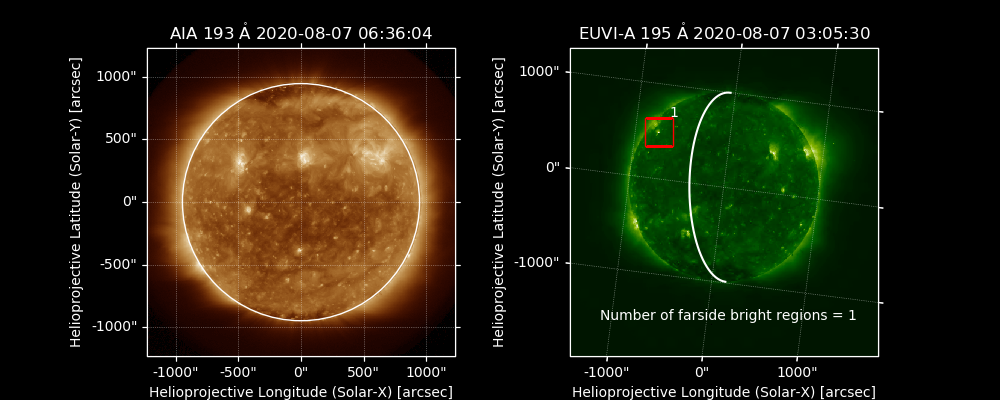 AIA 193 Å 2020-08-07 06:36:04
Helioprojective Latitude (Solar-Y) [arcsec]
1000"
500"
0"
-500"
-1000"
-1000"
-500"
0"
500"
1000"
Helioprojective Longitude (Solar-X) [arcsec]
EUVI-A 195 Å 2020-08-07 03:05:30
Helioprojective Latitude (Solar-Y) [arcsec]
1000"
0"
-1000"
1
Number of farside bright regions = 1
-1000"
0"
1000"
Helioprojective Longitude (Solar-X) [arcsec]